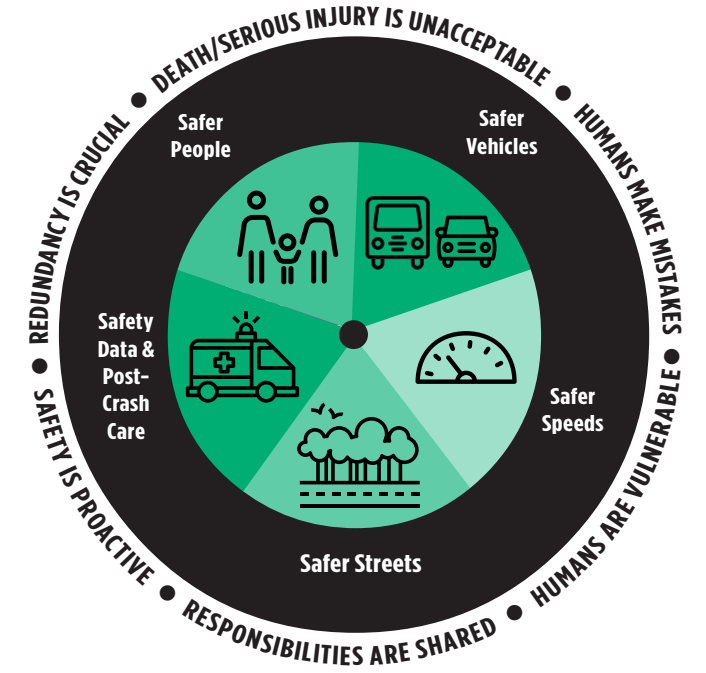 DEATH/SERIOUS INJURY IS UNACCEPTABLE
HUMANS MAKE MISTAKES
HUMANS ARE VULNERABLE
RESPONSIBILITIES ARE SHARED
SAFETY IS PROACTIVE
REDUNDANCY IS CRUCIAL
Safer
People
Safer
Vehicles
Safer
Speeds
Safer Streets
Safety
Data &
Post-
Crash
Care